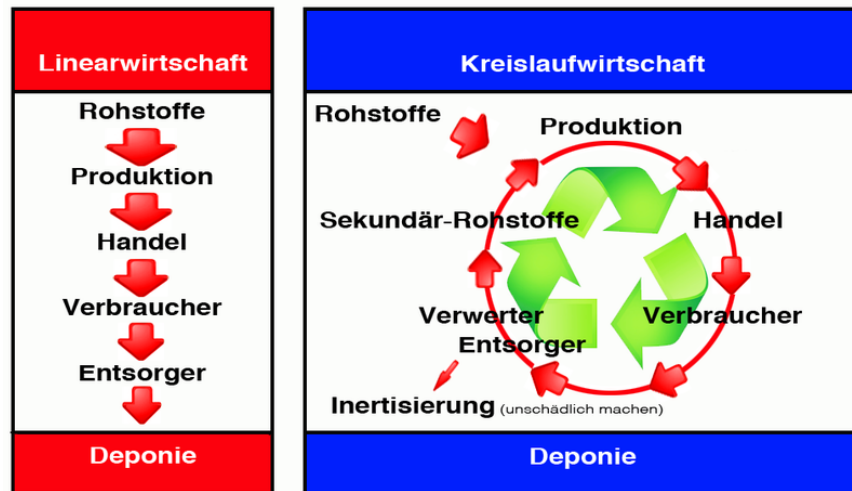 Linearwirtschaft
Rohstoffe
Produktion
Handel
Verbraucher
Entsorger
Deponie
Kreislaufwirtschaft
Rohstoffe
Produktion
Sekundär-Rohstoffe
Handel
Verwerter
Verbraucher
Entsorger
Inertisierung (unschädlich machen)
Deponie